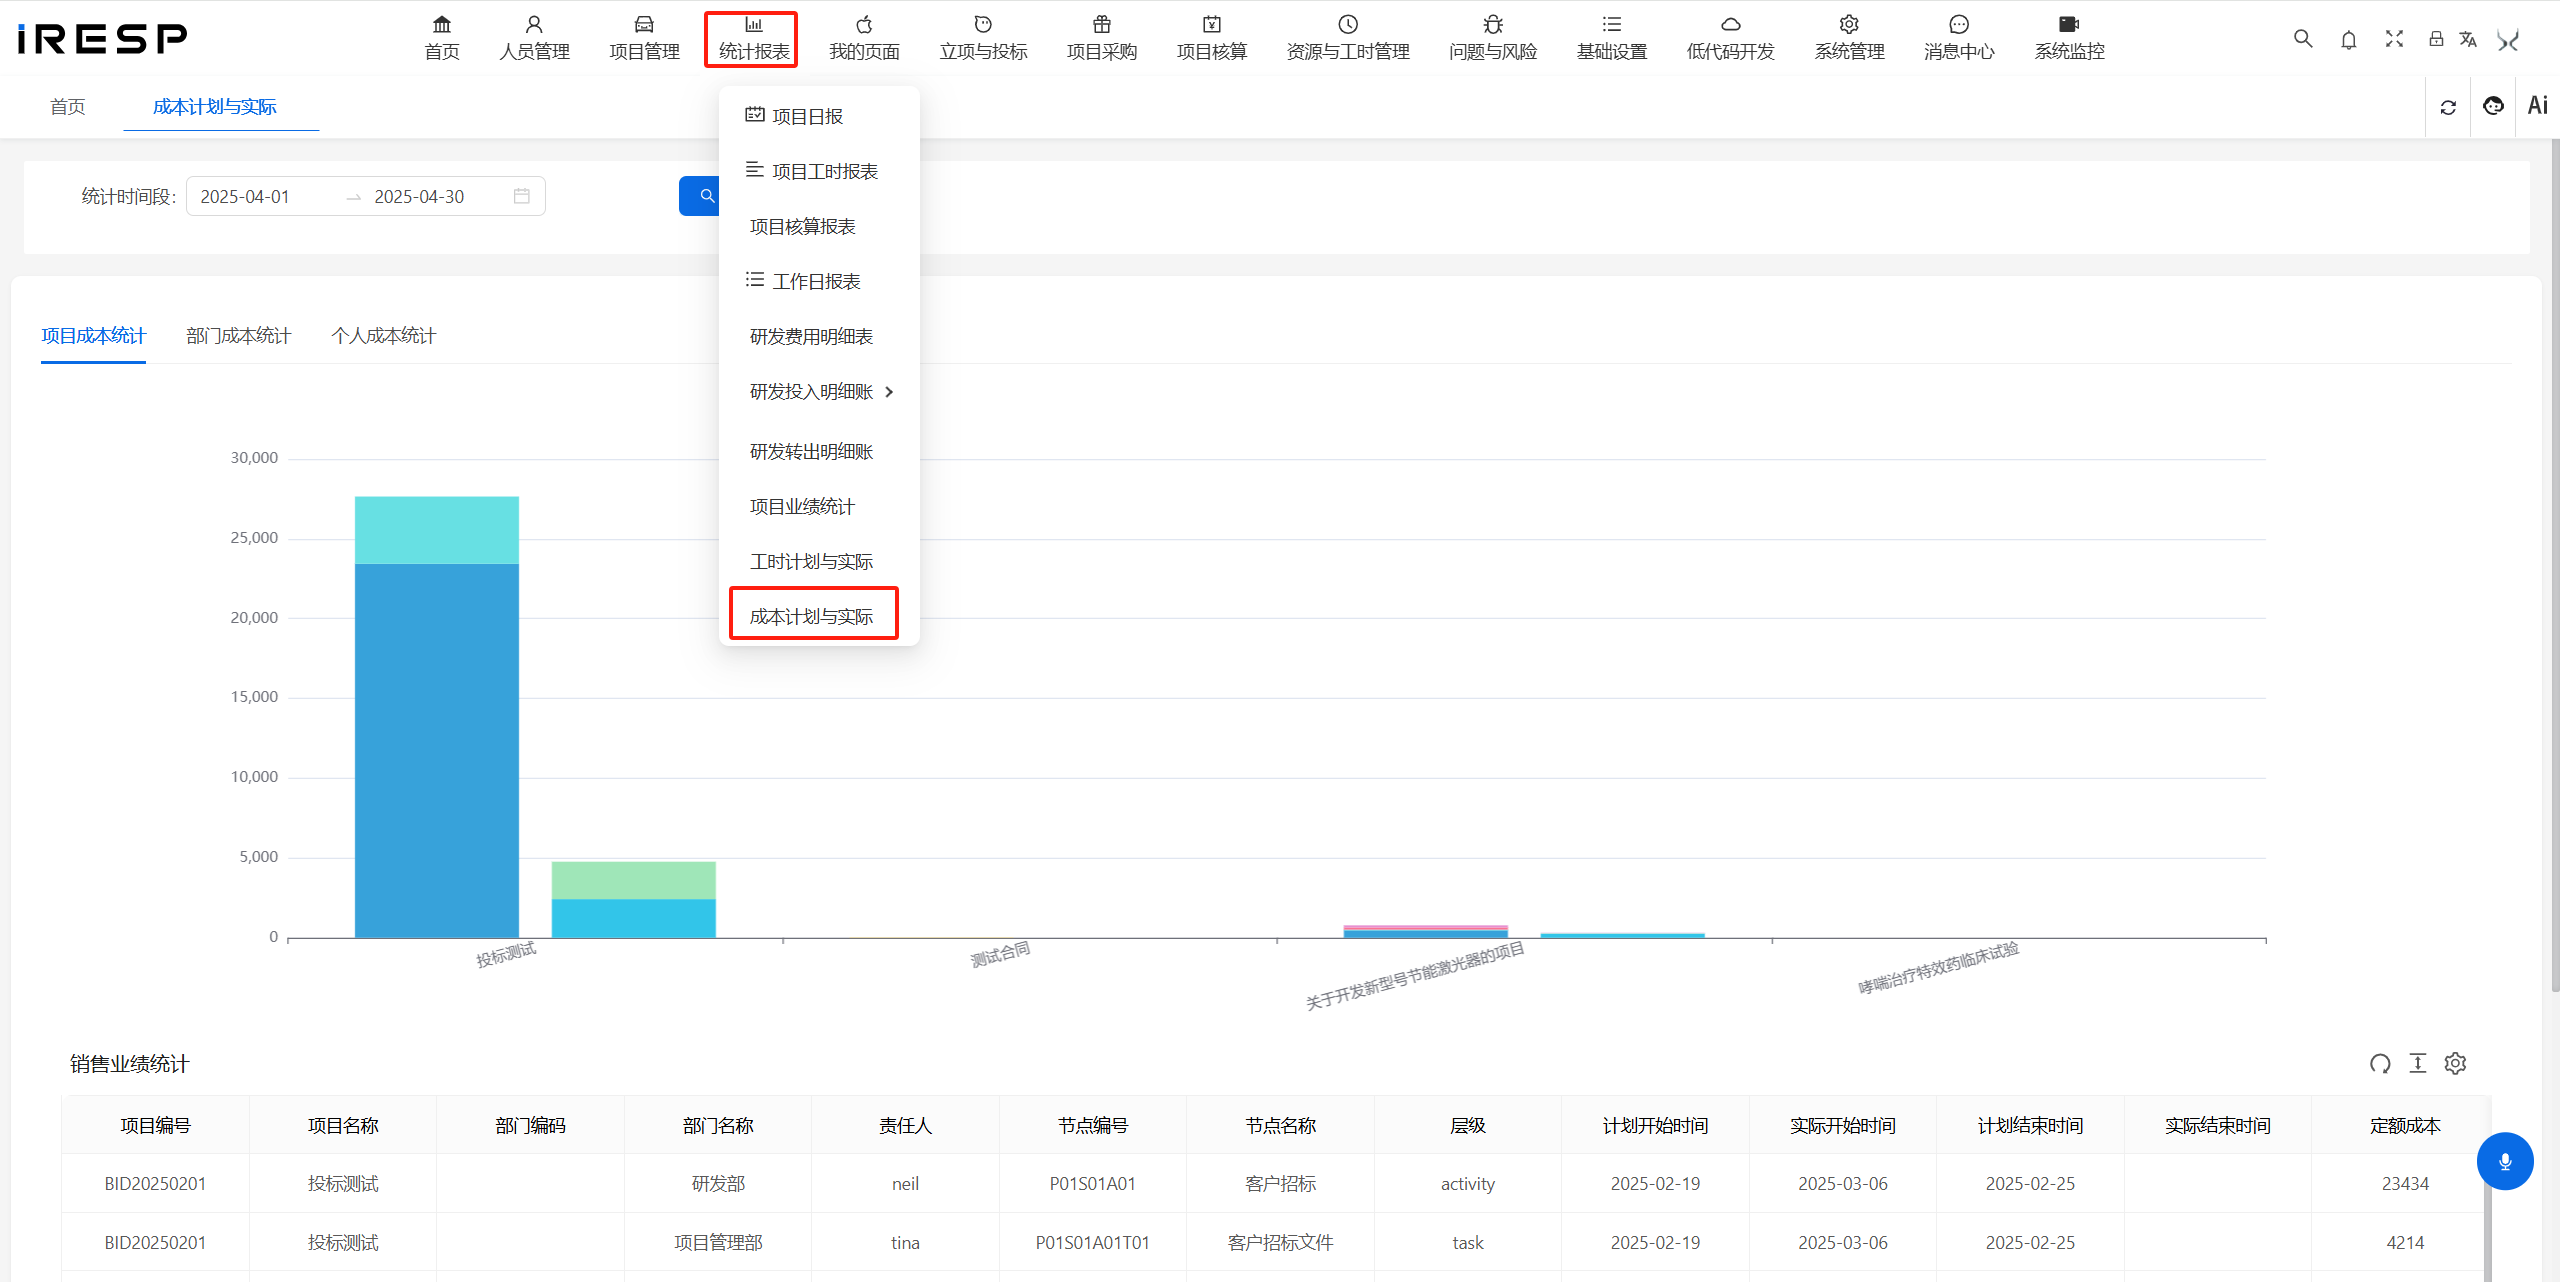 iRESP
首页 人员管理 项目管理 统计报表 我的页面 立项与投标 项目采购 项目核算 资源与工时管理 问题与风险 基础设置 低代码开发 系统管理 消息中心 系统监控
首页 成本计划与实际 Ai
统计时间段: 2025-04-01 → 2025-04-30
项目日报
项目工时报表
项目核算报表
工作日报表
研发费用明细表
研发投入明细账
研发转出明细账
项目业绩统计
工时计划与实际
成本计划与实际
项目成本统计 部门成本统计 个人成本统计
30,000
25,000
20,000
15,000
10,000
5,000
0
投标测试 测试合同 关于开发新型号节能激光器的项目 哮喘治疗特效药临床试验
销售业绩统计
项目编号 项目名称 部门编码 部门名称 责任人 节点编号 节点名称 层级 计划开始时间 实际开始时间 计划结束时间 实际结束时间 定额成本
BID20250201 投标测试 研发部 neil P01S01A01 客户招标 activity 2025-02-19 2025-03-06 2025-02-25 23434
BID20250201 投标测试 项目管理部 tina P01S01A01T01 客户招标文件 task 2025-02-19 2025-03-06 2025-02-25 4214